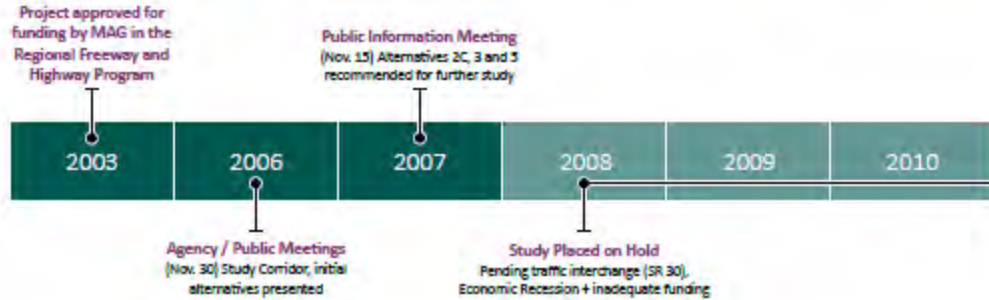 Project approved for
funding by MAG in the
Regional Freeway and
Highway Program
Public Information Meeting
(Nov. 15) Alternatives 2C, 3 and 5
recommended for further study
2003
2006
2007
2008
2009
2010
Agency / Public Meetings
(Nov. 30) Study Corridor, initial
alternatives presented
Study Placed on Hold
Pending traffic interchange (SR 30),
Economic Recession + inadequate funding